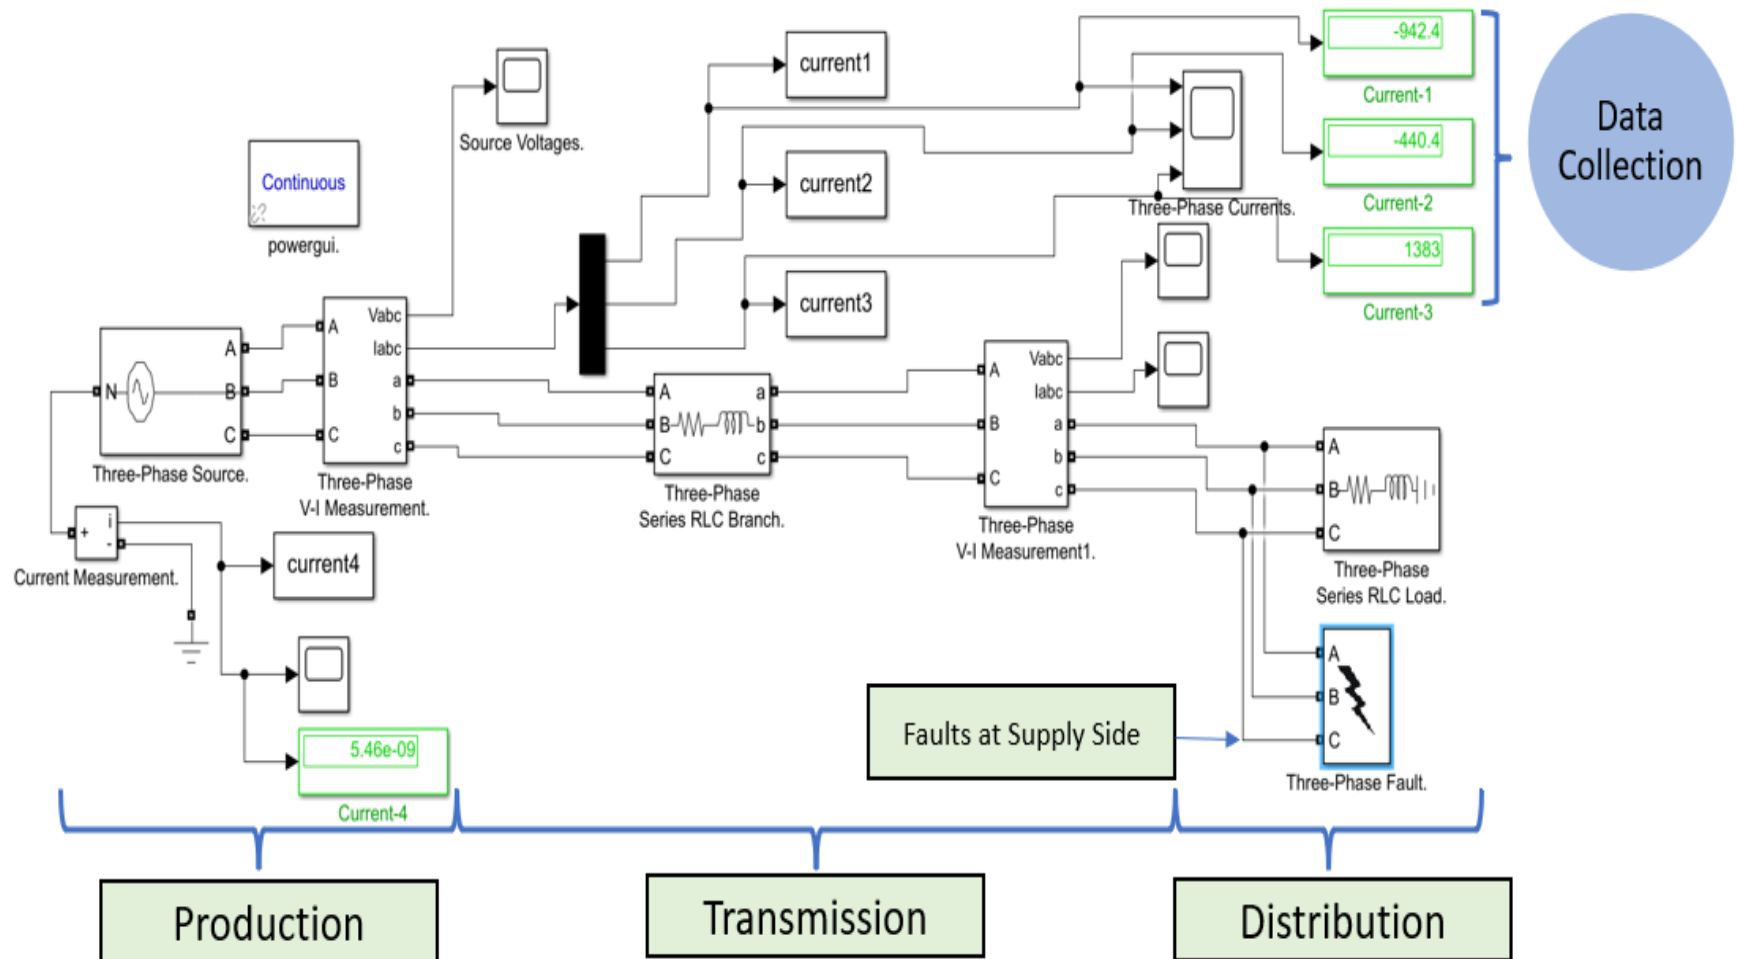 -942.4
Current-1
-440.4
Current-2
1383
Current-3
Data
Collection
current1
current2
current3
Source Voltages.
Three-Phase Currents.
Continuous
powergui.
A
B
C
N
Three-Phase Source.
A
B
C
Vabc
Iabc
a
b
c
Three-Phase
V-I Measurement.
A
B
C
a
b
c
Three-Phase
Series RLC Branch.
A
B
C
Vabc
Iabc
a
b
c
Three-Phase
V-I Measurement1.
A
B
C
Three-Phase
Series RLC Load.
+
i
-
Current Measurement.
current4
5.46e-09
Current-4
Faults at Supply Side
A
B
C
Three-Phase Fault.
Production
Transmission
Distribution